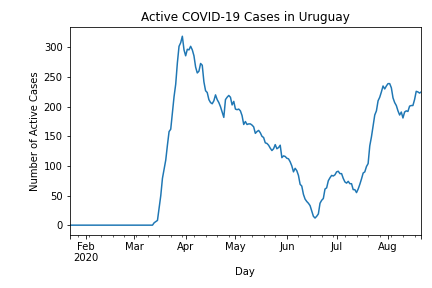 Active COVID-19 Cases in Uruguay
300
250
200
150
100
50
0
Number of Active Cases
Feb Mar Apr May Jun Jul Aug
2020
Day